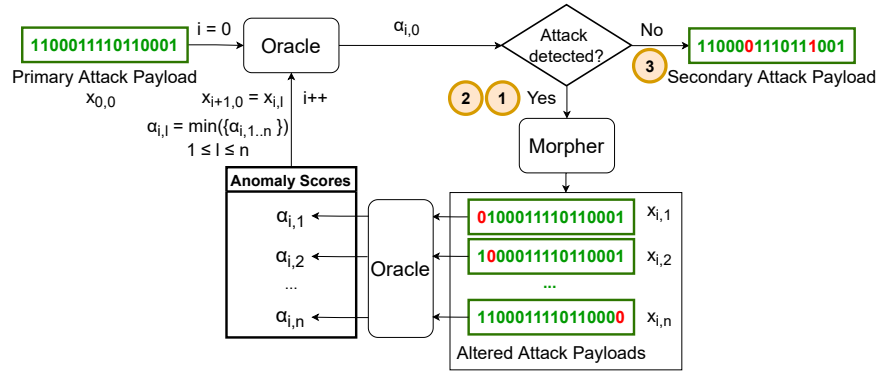 1100011110110001
Primary Attack Payload
x0,0
i = 0
Oracle
αi,0
Attack
detected?
No
3
1100001110111001
Secondary Attack Payload
2
1
Yes
Morpher
xi+1,0 = xi,l
i++
αi,l = min({αi,1..n })
1 ≤ l ≤ n
Anomaly Scores
αi,1
αi,2
...
αi,n
Oracle
0100011110110001
xi,1
1000011110110001
xi,2
...
1100011110110000
xi,n
Altered Attack Payloads